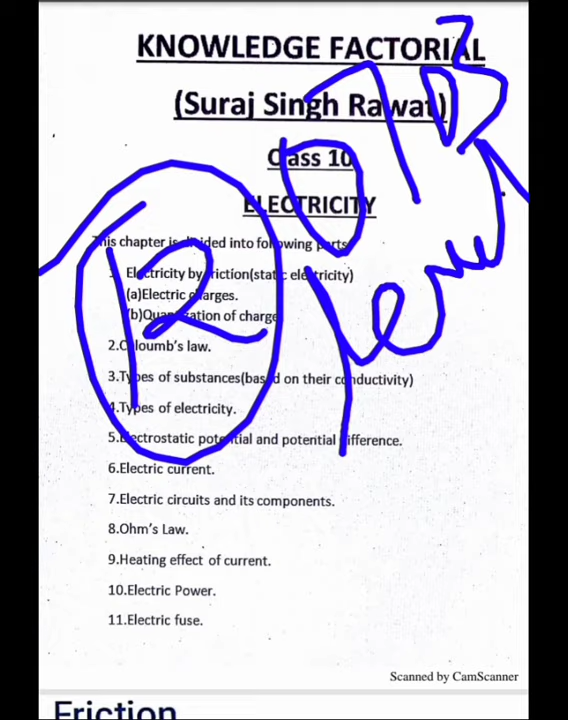 KNOWLEDGE FACTORIAL
(Suraj Singh Rawat)
Class 10
ELECTRICITY
This chapter is divided into following parts
1. Electricity by friction(static electricity)
(a)Electric charges.
(b)Quantization of charge
2.Coloumb's law.
3.Types of substances(based on their conductivity)
4.Types of electricity.
5.Electrostatic potential and potential difference.
6.Electric current.
7.Electric circuits and its components.
8.Ohm's Law.
9.Heating effect of current.
10.Electric Power.
11.Electric fuse.
Scanned by CamScanner
Friction